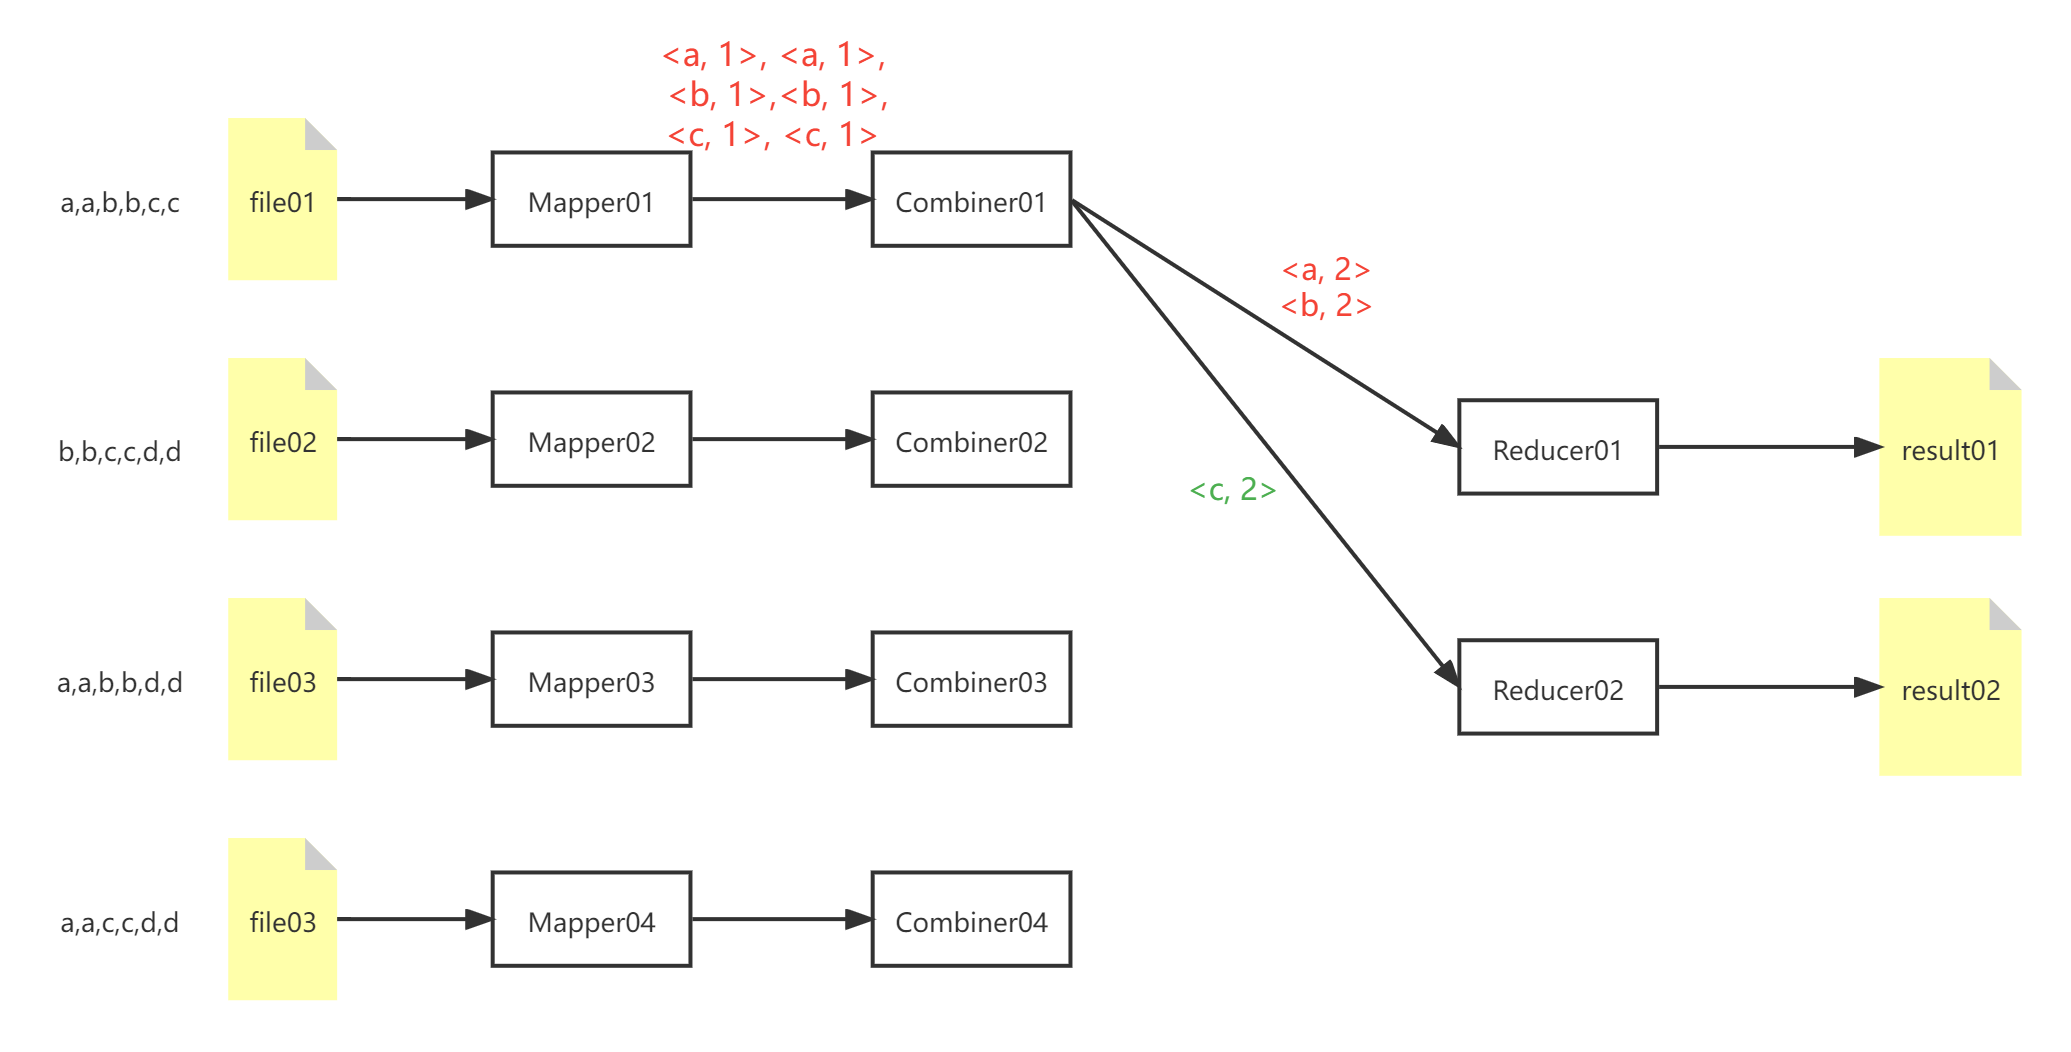 <a, 1>, <a, 1>,
<b, 1>,<b, 1>,
<c, 1>, <c, 1>
a,a,b,b,c,c
file01
Mapper01
Combiner01
<a, 2>
<b, 2>
b,b,c,c,d,d
file02
Mapper02
Combiner02
Reducer01
result01
<c, 2>
a,a,b,b,d,d
file03
Mapper03
Combiner03
Reducer02
result02
a,a,c,c,d,d
file03
Mapper04
Combiner04